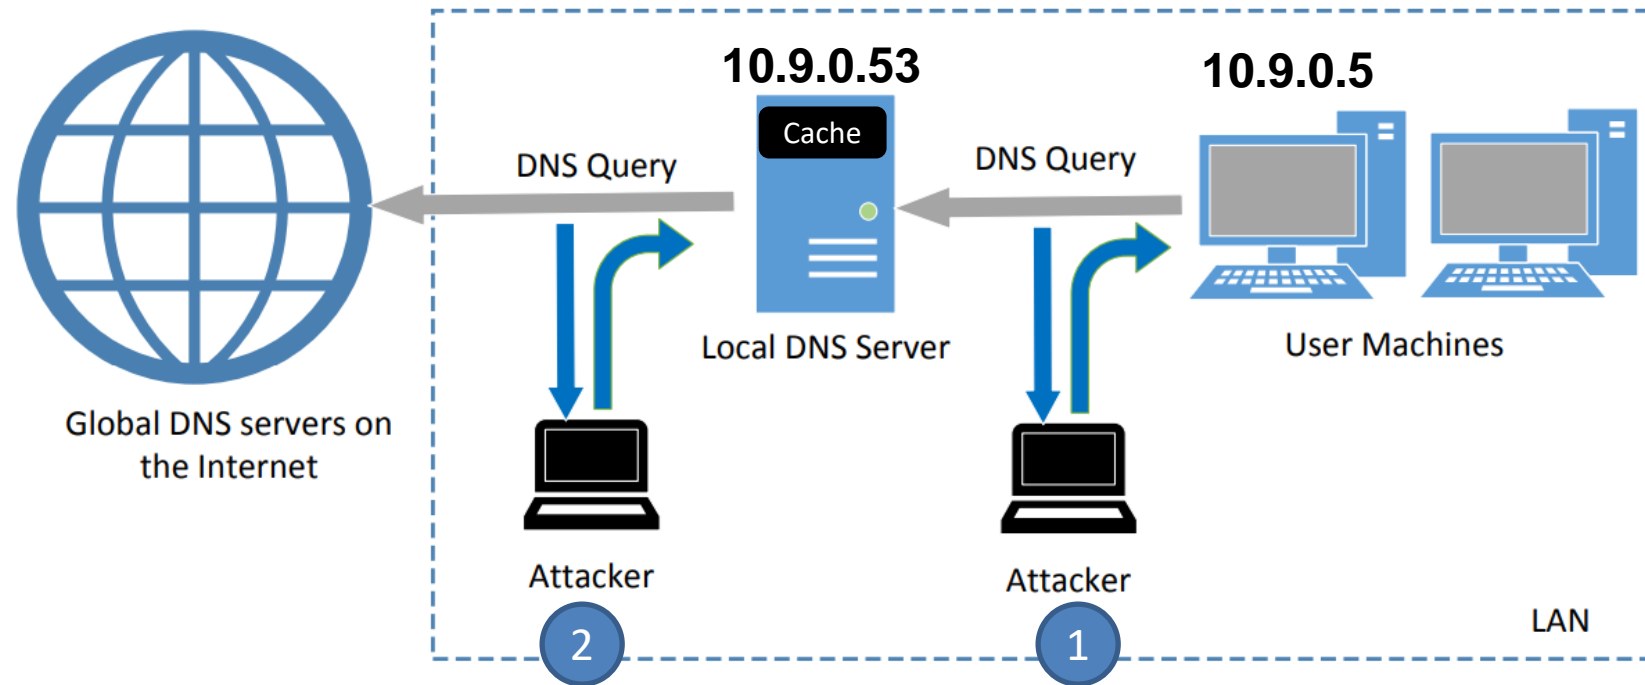 10.9.0.53
10.9.0.5
Cache
DNS Query
DNS Query
Local DNS Server
User Machines
Global DNS servers on
the Internet
Attacker
Attacker
LAN
2
1